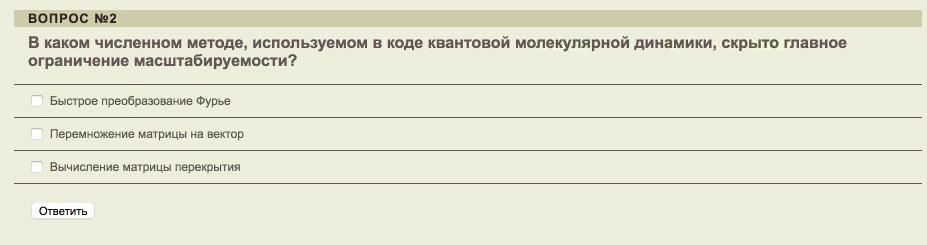 ВОПРОС №2
В каком численном методе, используемом в коде квантовой молекулярной динамики, скрыто главное
ограничение масштабируемости?
Быстрое преобразование Фурье
Перемножение матрицы на вектор
Вычисление матрицы перекрытия
Ответить